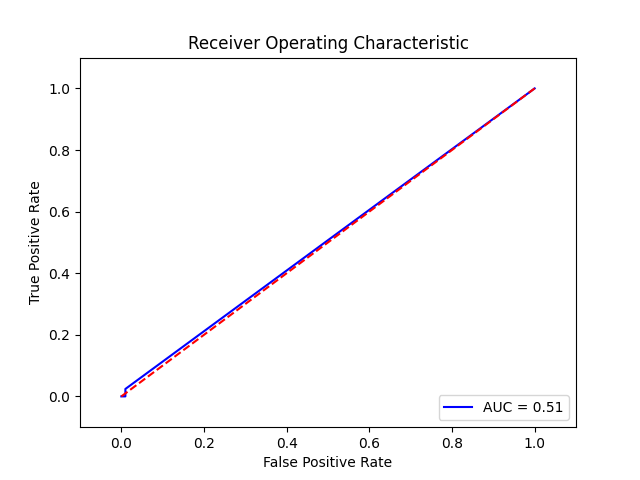 Receiver Operating Characteristic
True Positive Rate
1.0
0.8
0.6
0.4
0.2
0.0
AUC = 0.51
0.0 0.2 0.4 0.6 0.8 1.0
False Positive Rate